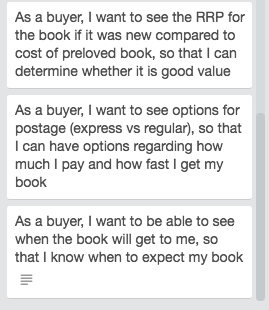 As a buyer, I want to see the RRP for
the book if it was new compared to
cost of preloved book, so that I can
determine whether it is good value
As a buyer, I want to see options for
postage (express vs regular), so that
I can have options regarding how
much I pay and how fast I get my
book
As a buyer, I want to be able to see
when the book will get to me, so
that I know when to expect my book